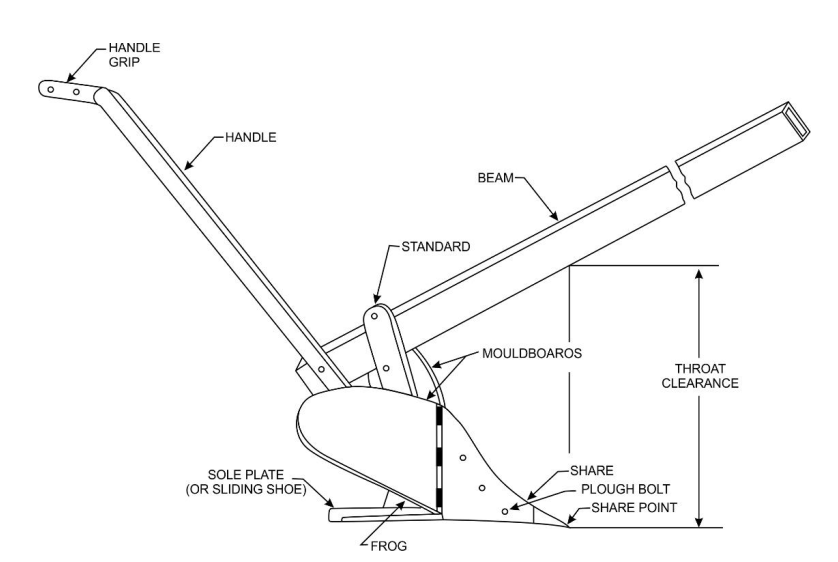 HANDLE
GRIP
HANDLE
BEAM
STANDARD
MOULDBOAROS
THROAT
CLEARANCE
SOLE PLATE
(OR SLIDING SHOE)
SHARE
PLOUGH BOLT
SHARE POINT
FROG